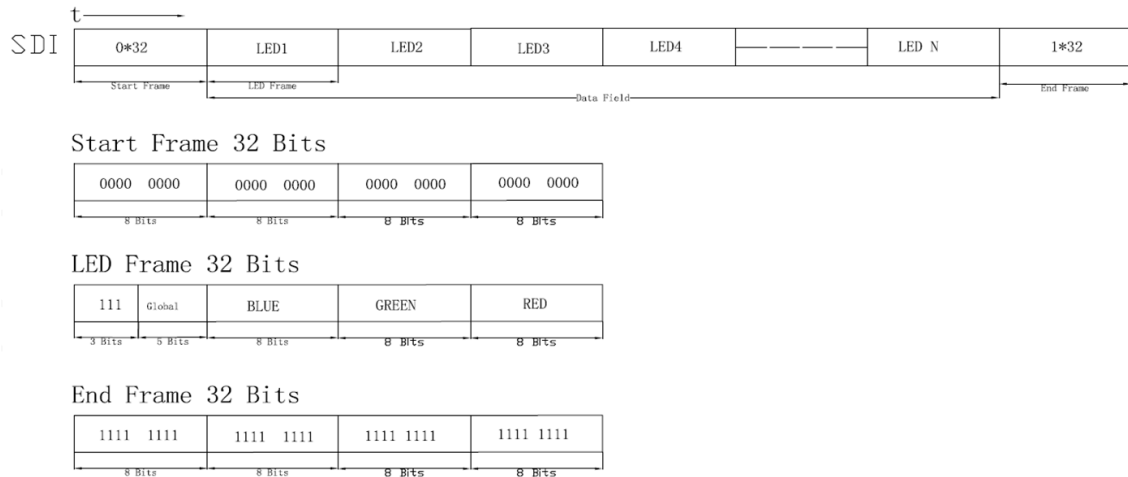 t
SDI 0*32 LED1 LED2 LED3 LED4 LED N 1*32
Start Frame LED Frame End Frame
Data Field
Start Frame 32 Bits
0000 0000 0000 0000 0000 0000 0000 0000
8 Bits 8 Bits 8 Bits 8 Bits
LED Frame 32 Bits
111 Global BLUE GREEN RED
3 Bits 5 Bits 8 Bits 8 Bits 8 Bits
End Frame 32 Bits
1111 1111 1111 1111 1111 1111 1111 1111
8 Bits 8 Bits 8 Bits 8 Bits